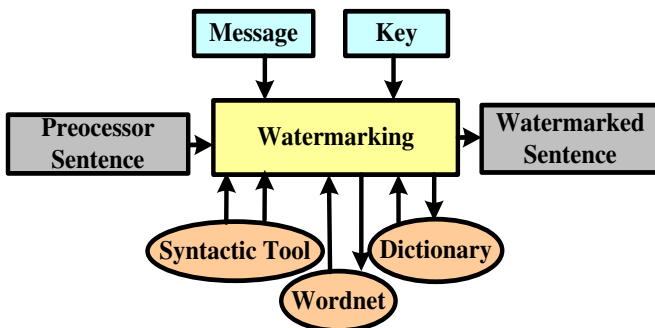 Message
Key
Preocessor
Sentence
Watermarking
Watermarked
Sentence
Syntactic Tool
Dictionary
Wordnet